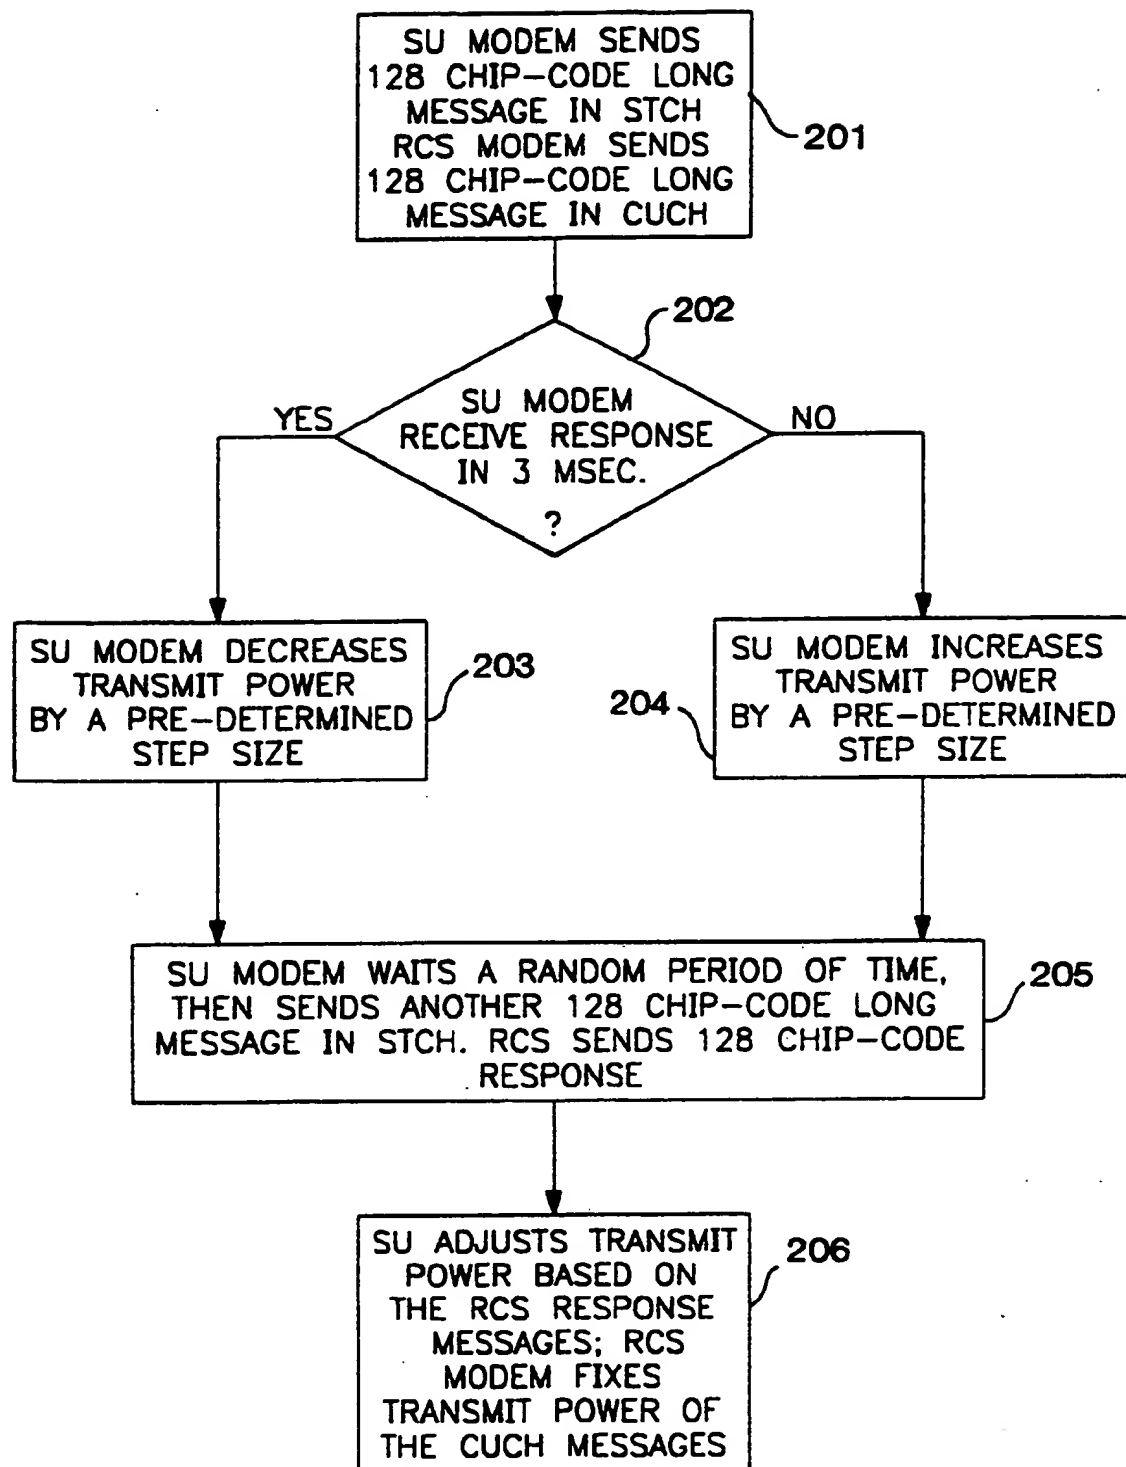 SU MODEM SENDS
128 CHIP-CODE LONG
MESSAGE IN STCH
RCS MODEM SENDS
128 CHIP-CODE LONG
MESSAGE IN CUCH
201
202
SU MODEM
RECEIVE RESPONSE
IN 3 MSEC.
?
YES
NO
SU MODEM DECREASES
TRANSMIT POWER
BY A PRE-DETERMINED
STEP SIZE
203
SU MODEM INCREASES
TRANSMIT POWER
BY A PRE-DETERMINED
STEP SIZE
204
SU MODEM WAITS A RANDOM PERIOD OF TIME,
THEN SENDS ANOTHER 128 CHIP-CODE LONG
MESSAGE IN STCH. RCS SENDS 128 CHIP-CODE
RESPONSE
205
SU ADJUSTS TRANSMIT
POWER BASED ON
THE RCS RESPONSE
MESSAGES; RCS
MODEM FIXES
TRANSMIT POWER OF
THE CUCH MESSAGES
206